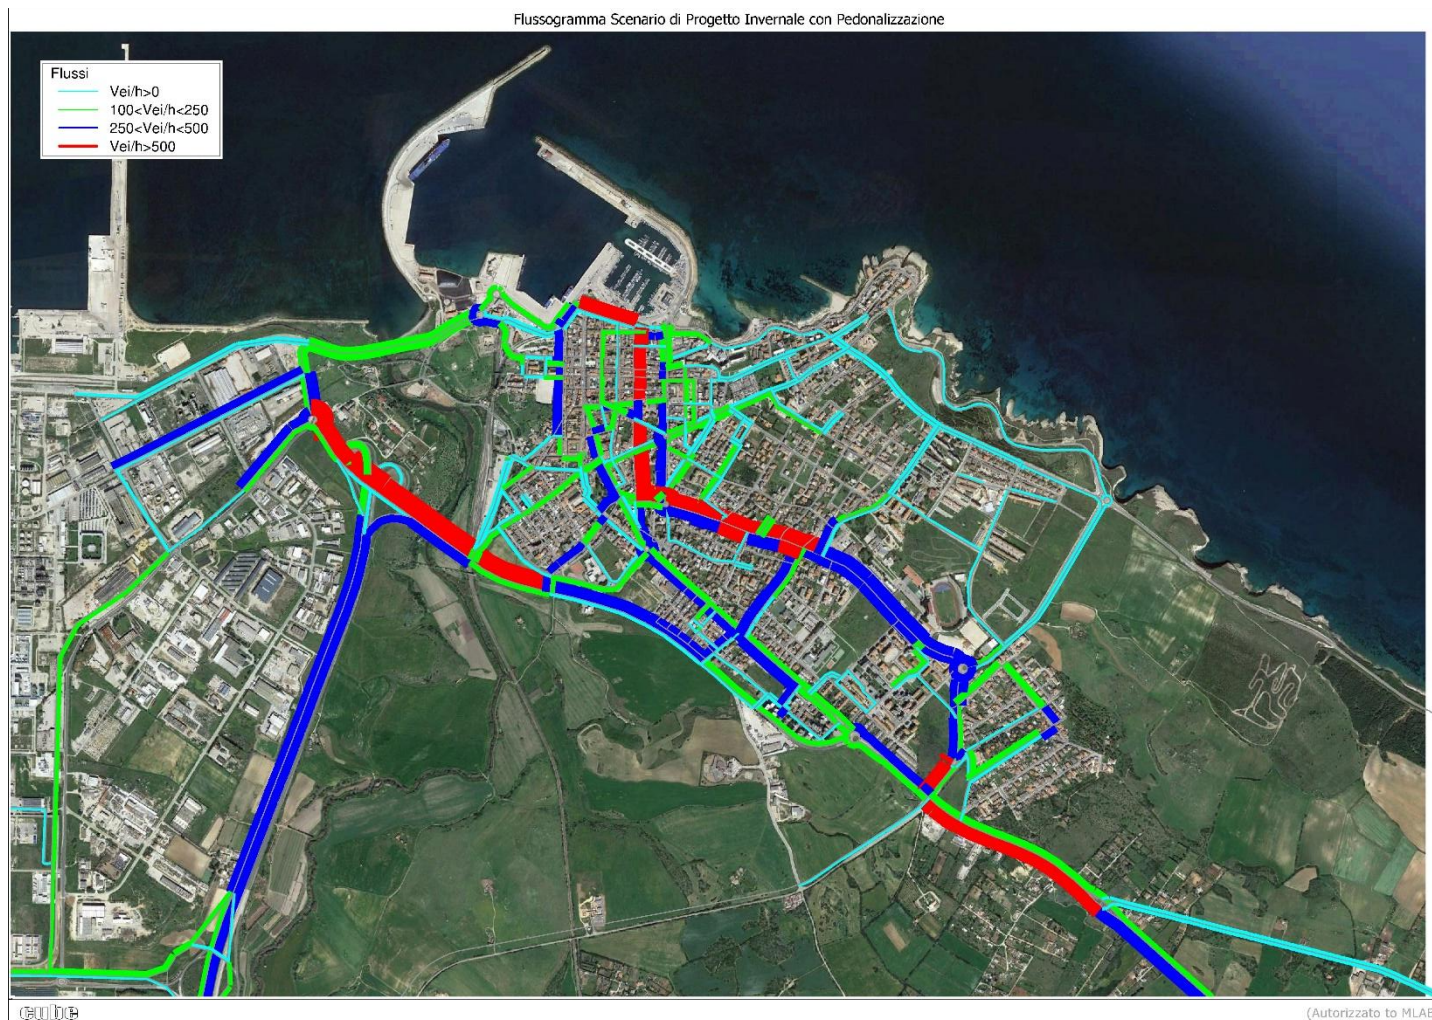 Flussogramma Scenario di Progetto Invernale con Pedonalizzazione
Flussi
Vei/h>0
100<Vei/h<250
250<Vei/h<500
Vei/h>500
cube
(Autorizzato to MLAB